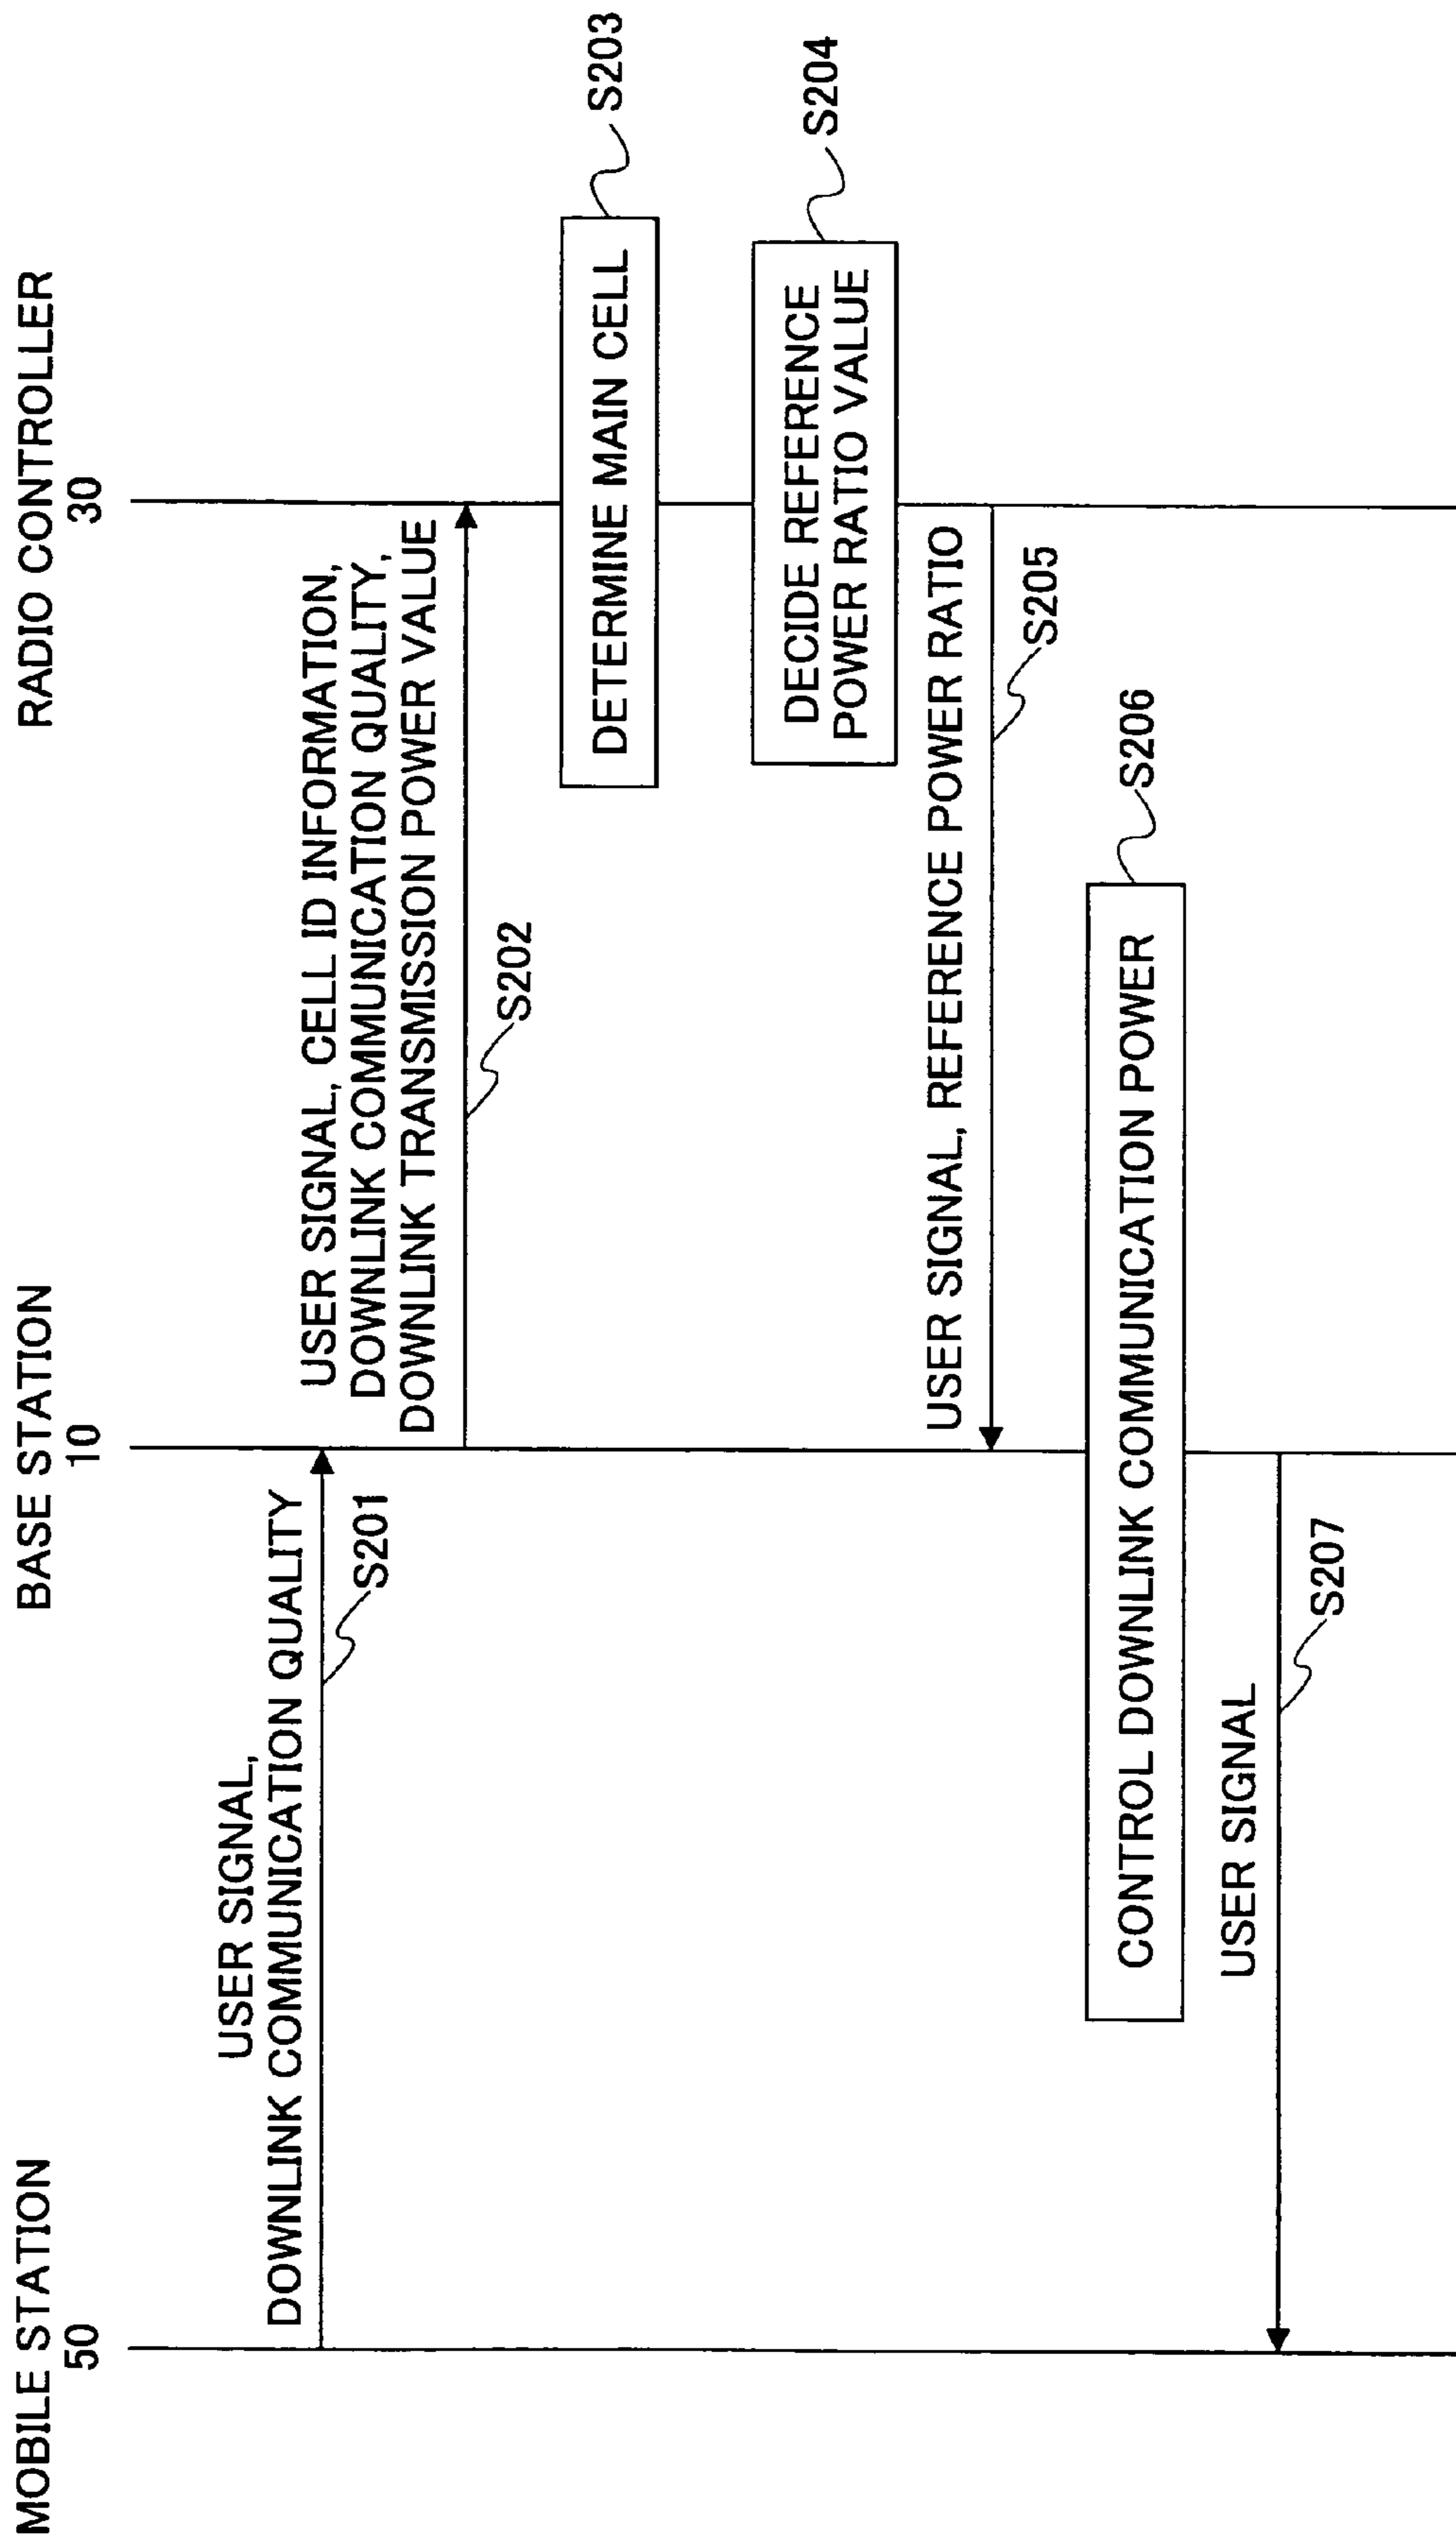 MOBILE STATION
50
BASE STATION
10
RADIO CONTROLLER
30
USER SIGNAL,
DOWNLINK COMMUNICATION QUALITY
S201
USER SIGNAL, CELL ID INFORMATION,
DOWNLINK COMMUNICATION QUALITY,
DOWNLINK TRANSMISSION POWER VALUE
S202
DETERMINE MAIN CELL
S203
DECIDE REFERENCE
POWER RATIO VALUE
S204
USER SIGNAL, REFERENCE POWER RATIO
S205
CONTROL DOWNLINK COMMUNICATION POWER
S206
USER SIGNAL
S207